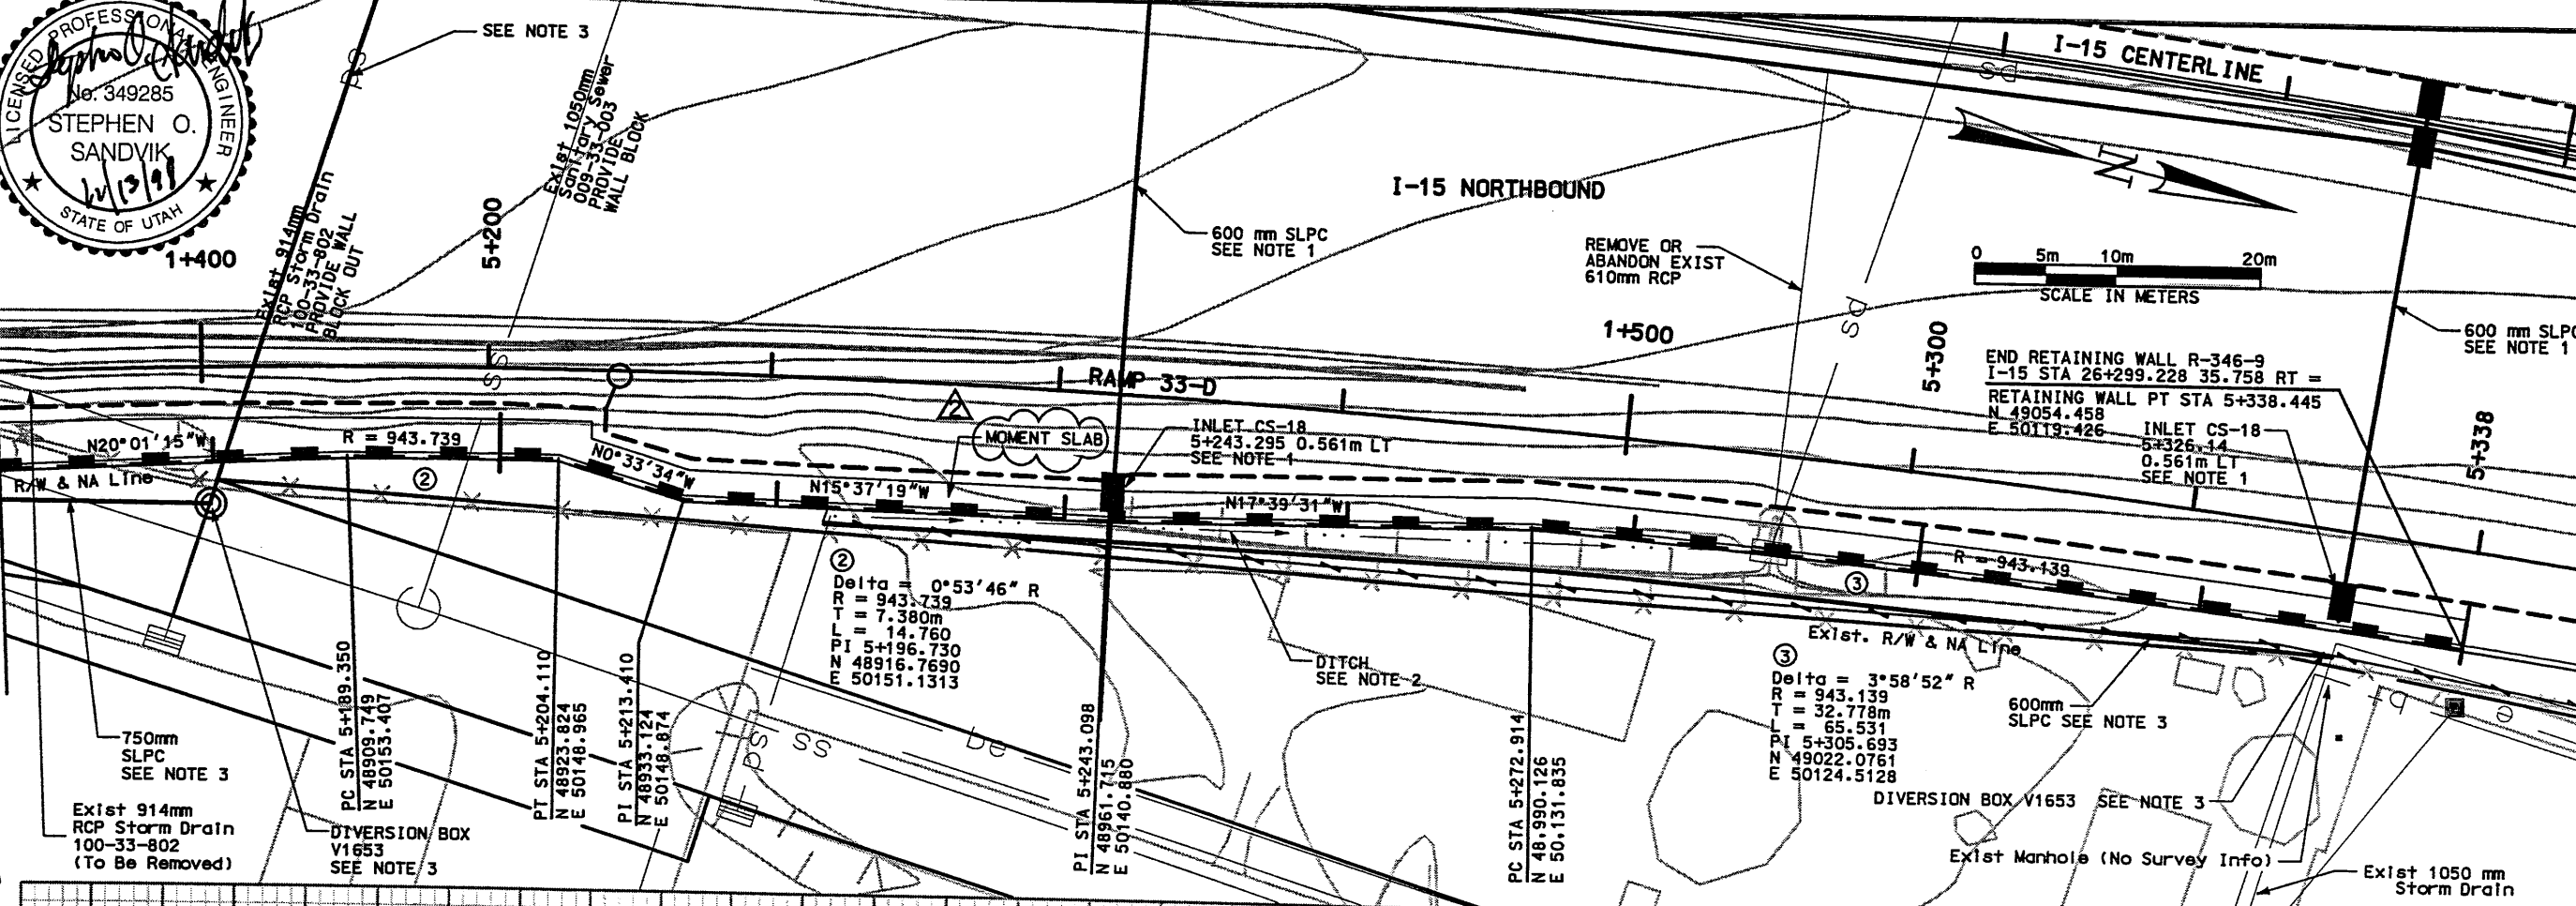 LICENSED PROFESSIONAL ENGINEER
No. 349285
STEPHEN O.
SANDVIK
STATE OF UTAH
SEE NOTE 3
sd
1+400
Exist 914mm
RCP Storm Drain
100-33-802
PROVIDE WALL
BLOCK OUT
5+200
Exist 1050mm
Sanitary Sewer
009-33-003
PROVIDE
WALL BLOCK
600 mm SLPC
SEE NOTE 1
I-15 NORTHBOUND
I-15 CENTERLINE
sd
N
REMOVE OR
ABANDON EXIST
610mm RCP
0 5m 10m 20m
SCALE IN METERS
sd
1+500
5+300
600 mm SLPC
SEE NOTE 1
END RETAINING WALL R-346-9
I-15 STA 26+299.228 35.758 RT =
RETAINING WALL PT STA 5+338.445
N 49054.458
E 50119.426
INLET CS-18
5+326.14
0.561m LT
SEE NOTE 1
5+338
SS
RAMP 33-D
2
MOMENT SLAB
INLET CS-18
5+243.295 0.561m LT
SEE NOTE 1
N20°01'15"W
R = 943.739
N0°33'34"W
N15°37'19"W
N17°39'31"W
R = 943.139
R/W & NA Line
2
3
Exist. R/W & NA Line
2
Delta = 0°53'46" R
R = 943.739
T = 7.380m
L = 14.760
PI 5+196.730
N 48916.7690
E 50151.1313
DITCH
SEE NOTE 2
3
Delta = 3°58'52" R
R = 943.139
T = 32.778m
L = 65.531
PI 5+305.693
N 49022.0761
E 50124.5128
600mm
SLPC SEE NOTE 3
750mm
SLPC
SEE NOTE 3
PC STA 5+189.350
N 48909.749
E 50153.407
PT STA 5+204.110
N 48923.824
E 50148.965
PI STA 5+213.410
N 48933.124
E 50148.874
sd
SS
PI STA 5+243.098
N 48961.715
E 50140.880
PC STA 5+272.914
N 48,990.126
E 50,131.835
Exist 914mm
RCP Storm Drain
100-33-802
(To Be Removed)
DIVERSION BOX
V1653
SEE NOTE 3
DIVERSION BOX V1653 SEE NOTE 3
Exist Manhole (No Survey Info)
Exist 1050 mm
Storm Drain